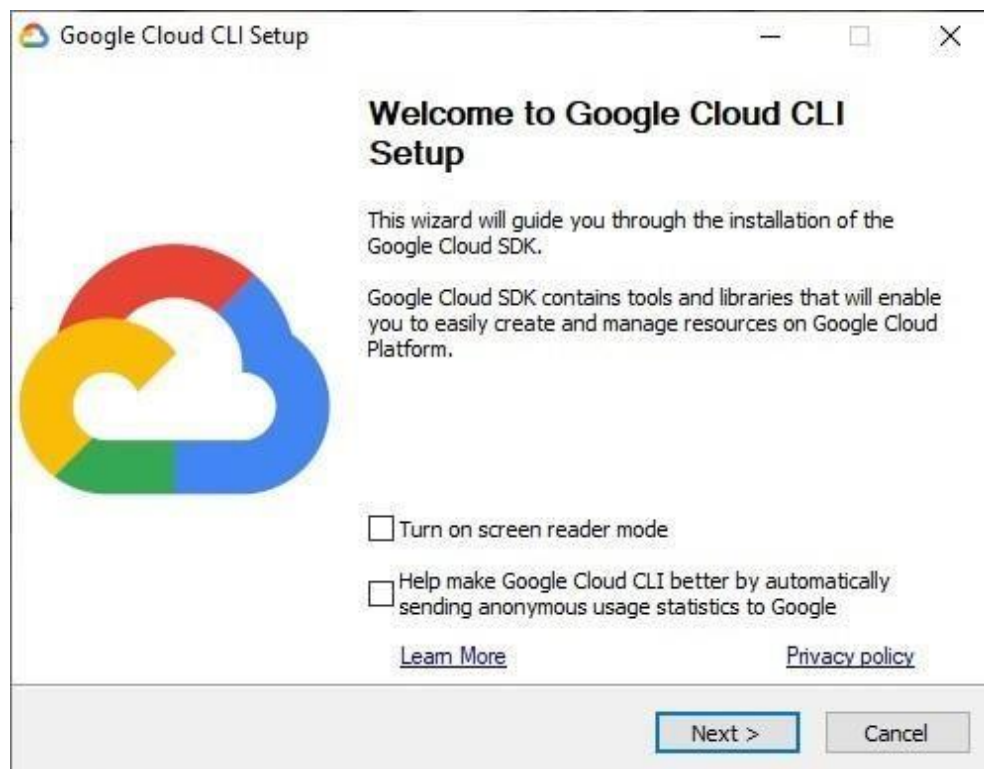 Google Cloud CLI Setup
Welcome to Google Cloud CLI
Setup
This wizard will guide you through the installation of the
Google Cloud SDK.
Google Cloud SDK contains tools and libraries that will enable
you to easily create and manage resources on Google Cloud
Platform.
Turn on screen reader mode
Help make Google Cloud CLI better by automatically
sending anonymous usage statistics to Google
Learn More
Privacy policy
Next >
Cancel